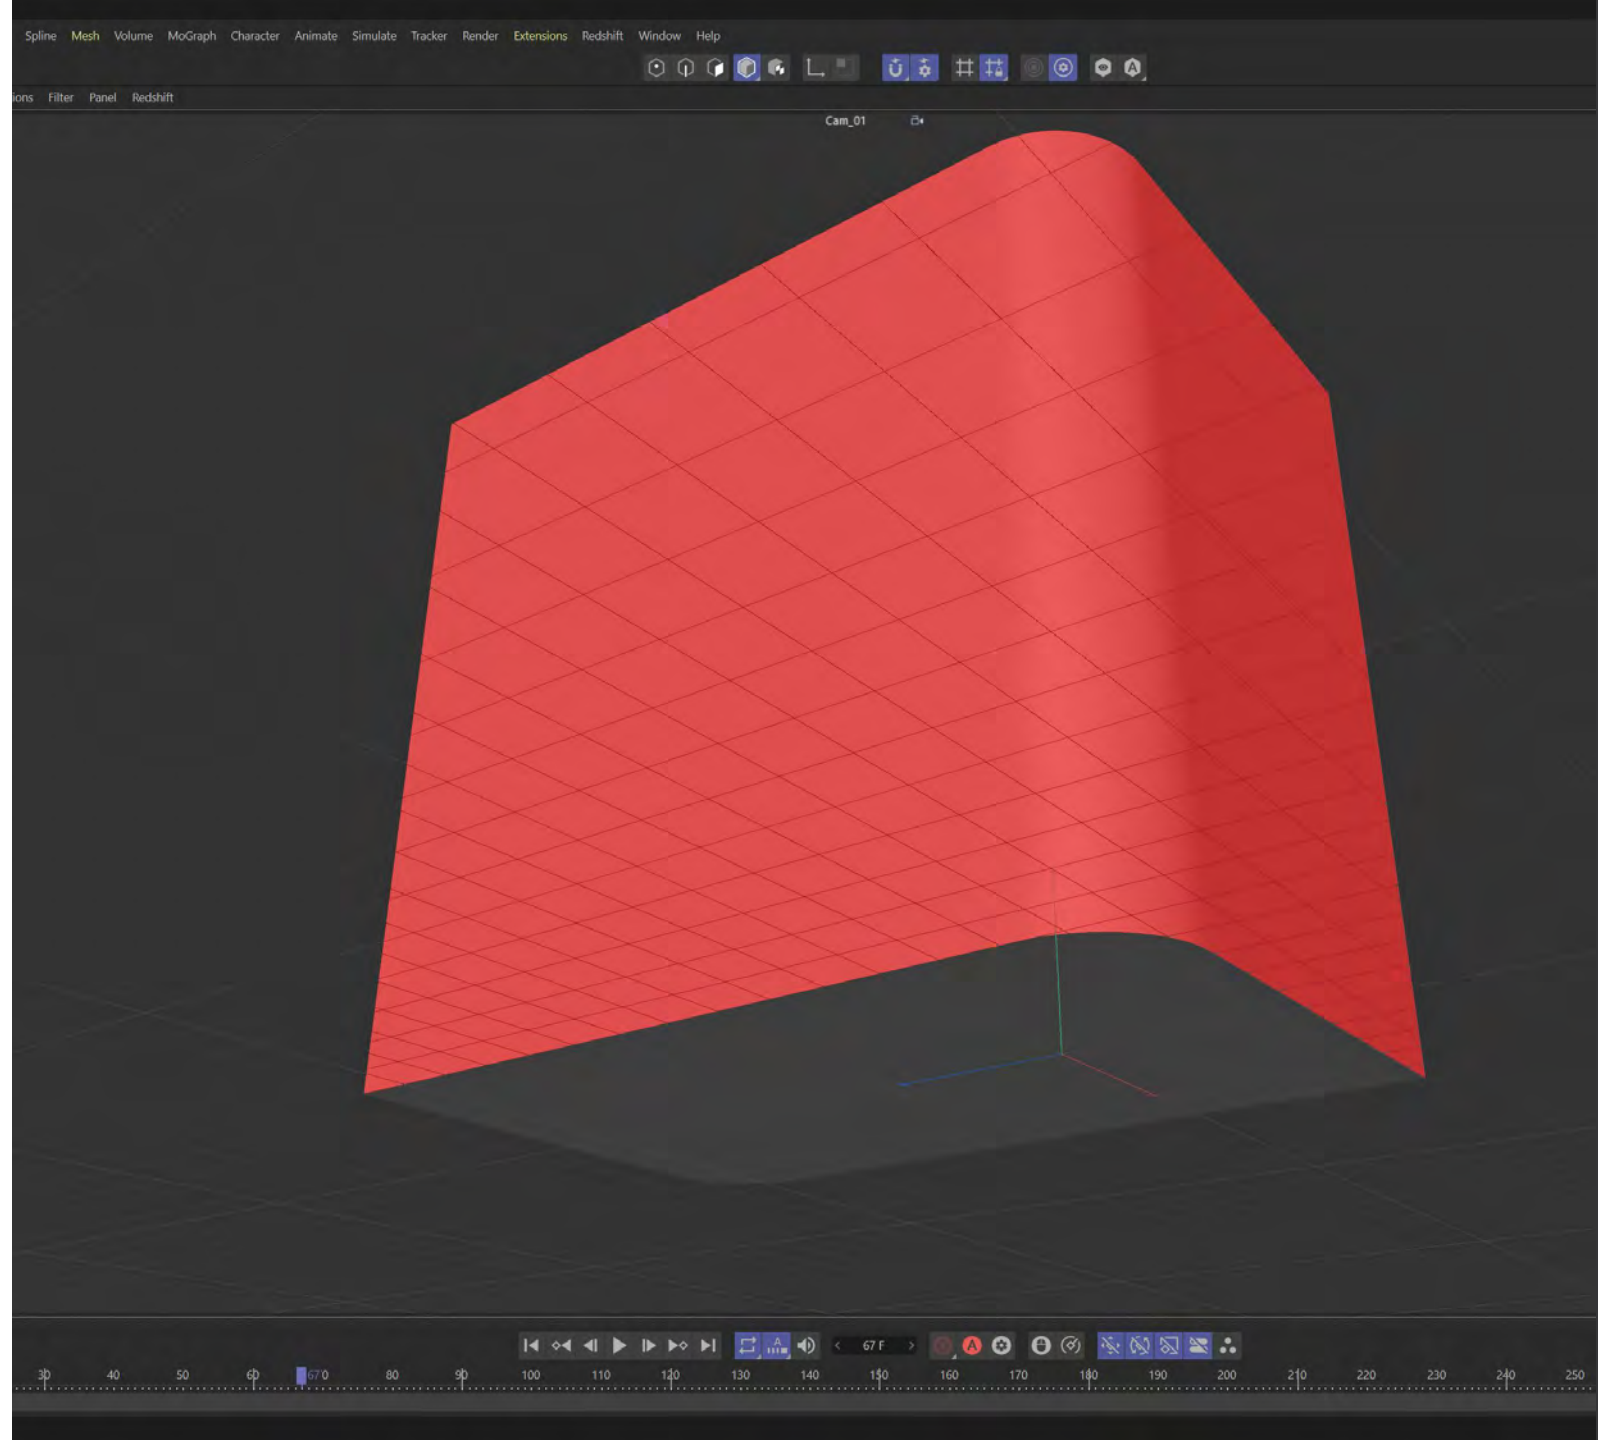 Spline Mesh Volume MoGraph Character Animate Simulate Tracker Render Extensions Redshift Window Help
ions Filter Panel Redshift
Cam_01
A
67 F
A
30 40 50 60 67 0 80 90 100 110 120 130 140 150 160 170 180 190 200 210 220 230 240 250